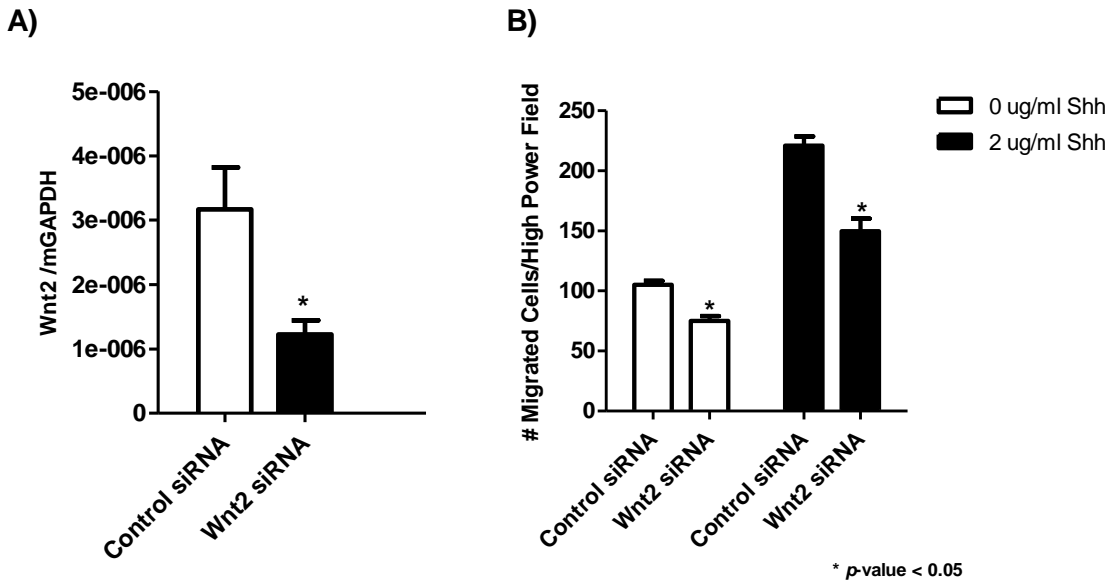 A)
Wnt2 /mGAPDH
5e-006
4e-006
3e-006
2e-006
1e-006
0
*
Control siRNA
Wnt2 siRNA
B)
# Migrated Cells/High Power Field
250
200
150
100
50
0
*
*
Control siRNA
Wnt2 siRNA
Control siRNA
Wnt2 siRNA
0 ug/ml Shh
2 ug/ml Shh
* p-value < 0.05